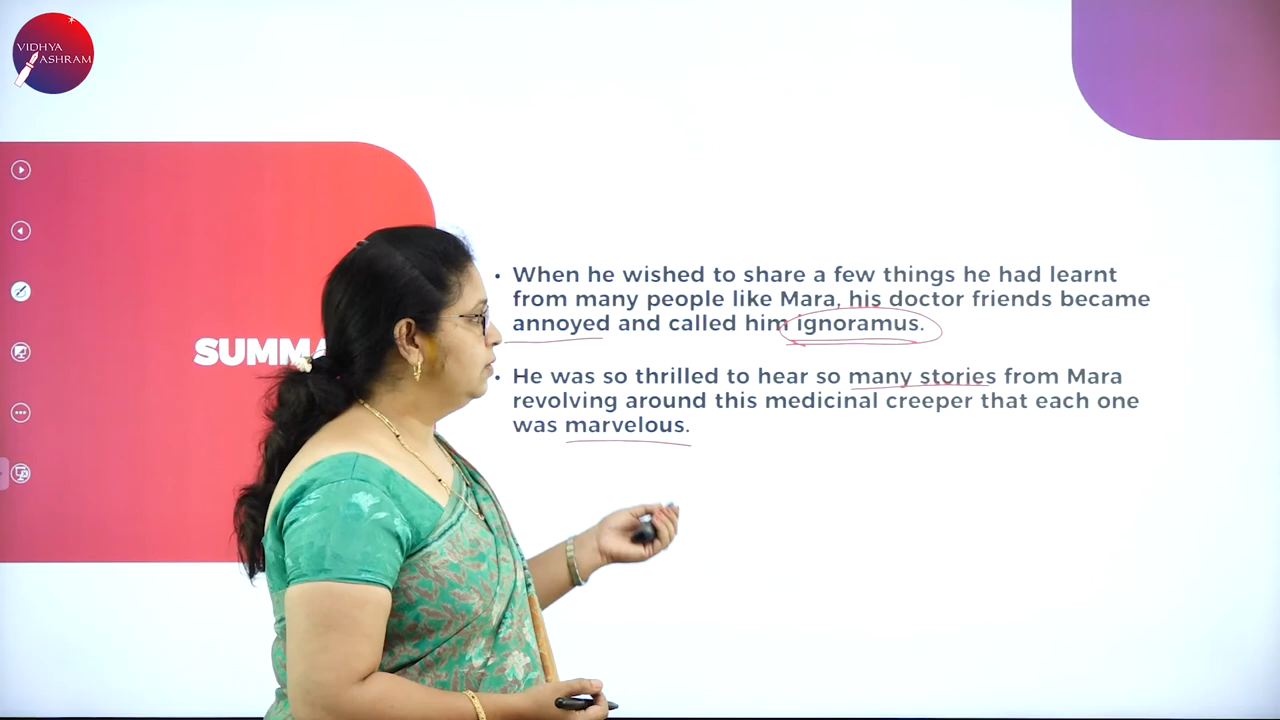 VIDHYA
ASHRAM
SUMMA
• When he wished to share a few things he had learnt
from many people like Mara, his doctor friends became
annoyed and called him ignoramus.
• He was so thrilled to hear so many stories from Mara
revolving around this medicinal creeper that each one
was marvelous.